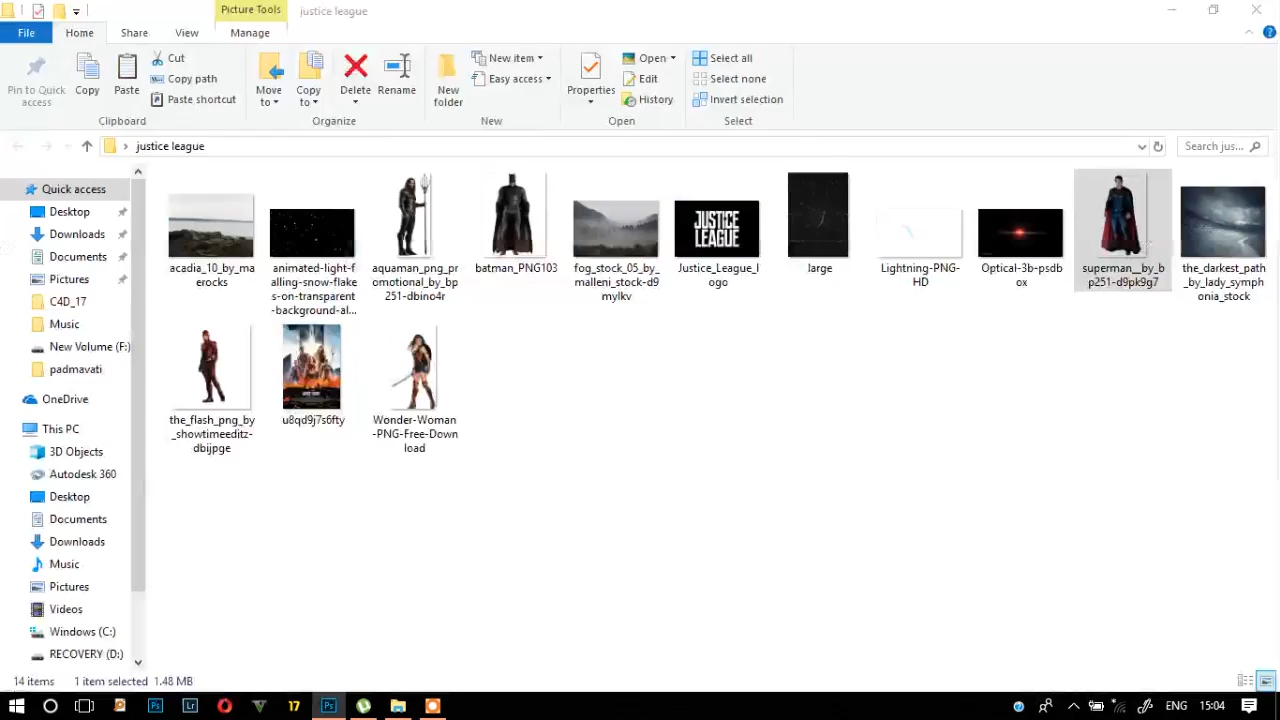 Picture Tools
justice league
File
Home
Share
View
Manage
Pin to Quick
access
Copy
Paste
Cut
Copy path
Paste shortcut
Clipboard
Move
to
Copy
to
Delete
Rename
Organize
New
folder
New item
Easy access
New
Properties
Open
Edit
History
Open
Select all
Select none
Invert selection
Select
justice league
Search jus...
Quick access
Desktop
Downloads
Documents
Pictures
C4D_17
Music
New Volume (F:)
padmavati
OneDrive
This PC
3D Objects
Autodesk 360
Desktop
Documents
Downloads
Music
Pictures
Videos
Windows (C:)
RECOVERY (D:)
JUSTICE
LEAGUE
acadia_10_by_ma
erocks
animated-light-f
alling-snow-flake
s-on-transparent
-background-al...
aquaman_png_pr
omotional_by_bp
251-dbino4r
batman_PNG103
fog_stock_05_by_
malleni_stock-d9
mylkv
Justice_League_l
ogo
large
Lightning-PNG-
HD
Optical-3b-psdb
ox
superman__by_b
p251-d9pk9g7
the_darkest_path
_by_lady_symph
onia_stock
the_flash_png_by
_showtimeeditz-
dbijpge
u8qd9j7s6fty
Wonder-Woman
-PNG-Free-Down
load
14 items
1 item selected 1.48 MB
Ps
Lr
17
Ps
ENG
15:04